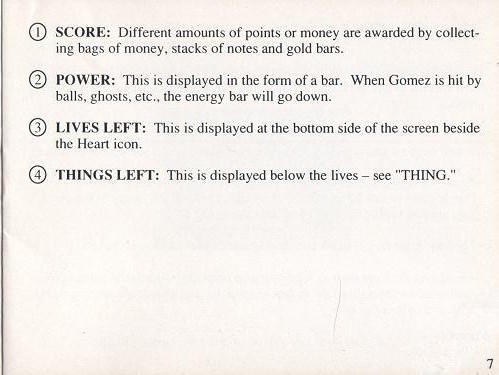 ① SCORE: Different amounts of points or money are awarded by collect-
ing bags of money, stacks of notes and gold bars.
② POWER: This is displayed in the form of a bar. When Gomez is hit by
balls, ghosts, etc., the energy bar will go down.
③ LIVES LEFT: This is displayed at the bottom side of the screen beside
the Heart icon.
④ THINGS LEFT: This is displayed below the lives – see "THING."
7